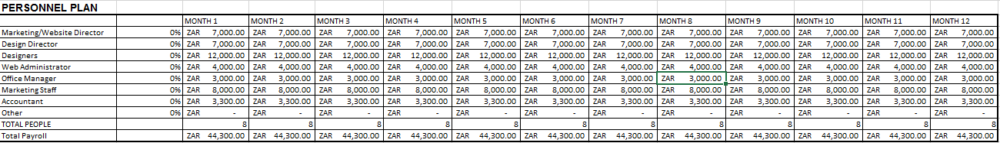 PERSONNEL PLAN
MONTH 1 MONTH 2 MONTH 3 MONTH 4 MONTH 5 MONTH 6 MONTH 7 MONTH 8 MONTH 9 MONTH 10 MONTH 11 MONTH 12
Marketing/Website Director 0% ZAR 7,000.00 ZAR 7,000.00 ZAR 7,000.00 ZAR 7,000.00 ZAR 7,000.00 ZAR 7,000.00 ZAR 7,000.00 ZAR 7,000.00 ZAR 7,000.00 ZAR 7,000.00 ZAR 7,000.00 ZAR 7,000.00
Design Director 0% ZAR 7,000.00 ZAR 7,000.00 ZAR 7,000.00 ZAR 7,000.00 ZAR 7,000.00 ZAR 7,000.00 ZAR 7,000.00 ZAR 7,000.00 ZAR 7,000.00 ZAR 7,000.00 ZAR 7,000.00 ZAR 7,000.00
Designers 0% ZAR 12,000.00 ZAR 12,000.00 ZAR 12,000.00 ZAR 12,000.00 ZAR 12,000.00 ZAR 12,000.00 ZAR 12,000.00 ZAR 12,000.00 ZAR 12,000.00 ZAR 12,000.00 ZAR 12,000.00 ZAR 12,000.00
Web Administrator 0% ZAR 4,000.00 ZAR 4,000.00 ZAR 4,000.00 ZAR 4,000.00 ZAR 4,000.00 ZAR 4,000.00 ZAR 4,000.00 ZAR 4,000.00 ZAR 4,000.00 ZAR 4,000.00 ZAR 4,000.00 ZAR 4,000.00
Office Manager 0% ZAR 3,000.00 ZAR 3,000.00 ZAR 3,000.00 ZAR 3,000.00 ZAR 3,000.00 ZAR 3,000.00 ZAR 3,000.00 ZAR 3,000.00 ZAR 3,000.00 ZAR 3,000.00 ZAR 3,000.00 ZAR 3,000.00
Marketing Staff 0% ZAR 8,000.00 ZAR 8,000.00 ZAR 8,000.00 ZAR 8,000.00 ZAR 8,000.00 ZAR 8,000.00 ZAR 8,000.00 ZAR 8,000.00 ZAR 8,000.00 ZAR 8,000.00 ZAR 8,000.00 ZAR 8,000.00
Accountant 0% ZAR 3,300.00 ZAR 3,300.00 ZAR 3,300.00 ZAR 3,300.00 ZAR 3,300.00 ZAR 3,300.00 ZAR 3,300.00 ZAR 3,300.00 ZAR 3,300.00 ZAR 3,300.00 ZAR 3,300.00 ZAR 3,300.00
Other 0% ZAR - ZAR - ZAR - ZAR - ZAR - ZAR - ZAR - ZAR - ZAR - ZAR - ZAR - ZAR -
TOTAL PEOPLE 8 8 8 8 8 8 8 8 8 8 8 8
Total Payroll ZAR 44,300.00 ZAR 44,300.00 ZAR 44,300.00 ZAR 44,300.00 ZAR 44,300.00 ZAR 44,300.00 ZAR 44,300.00 ZAR 44,300.00 ZAR 44,300.00 ZAR 44,300.00 ZAR 44,300.00 ZAR 44,300.00